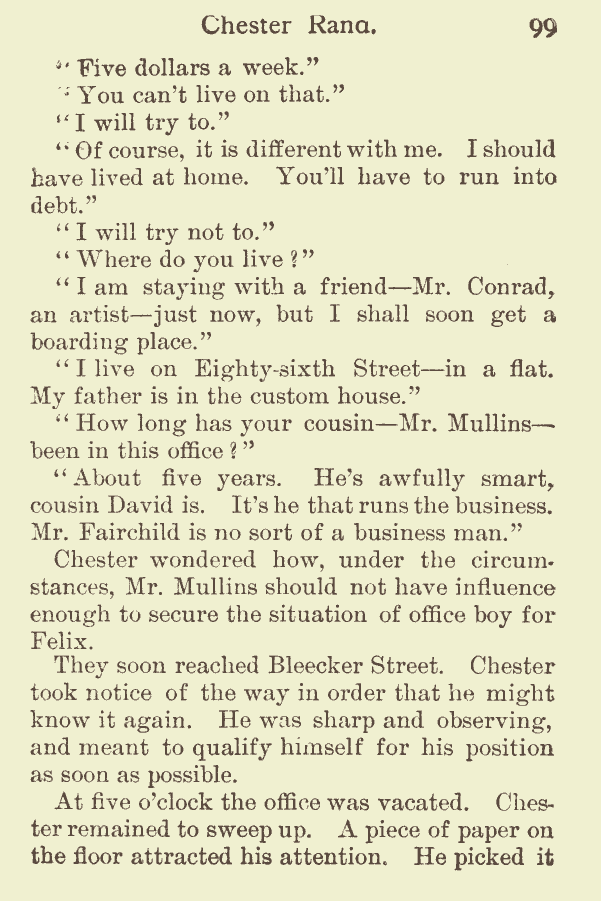 Chester Rand. 99
“ Five dollars a week.”
“ You can’t live on that.”
“ I will try to.”
“ Of course, it is different with me. I should
have lived at home. You’ll have to run into
debt.”
“ I will try not to.”
“ Where do you live ?”
“ I am staying with a friend—Mr. Conrad,
an artist—just now, but I shall soon get a
boarding place.”
“ I live on Eighty-sixth Street—in a flat.
My father is in the custom house.”
“ How long has your cousin—Mr. Mullins—
been in this office ? ”
“ About five years. He’s awfully smart,
cousin David is. It’s he that runs the business.
Mr. Fairchild is no sort of a business man.”
Chester wondered how, under the circum-
stances, Mr. Mullins should not have influence
enough to secure the situation of office boy for
Felix.
They soon reached Bleecker Street. Chester
took notice of the way in order that he might
know it again. He was sharp and observing,
and meant to qualify himself for his position
as soon as possible.
At five o’clock the office was vacated. Ches-
ter remained to sweep up. A piece of paper on
the floor attracted his attention. He picked it